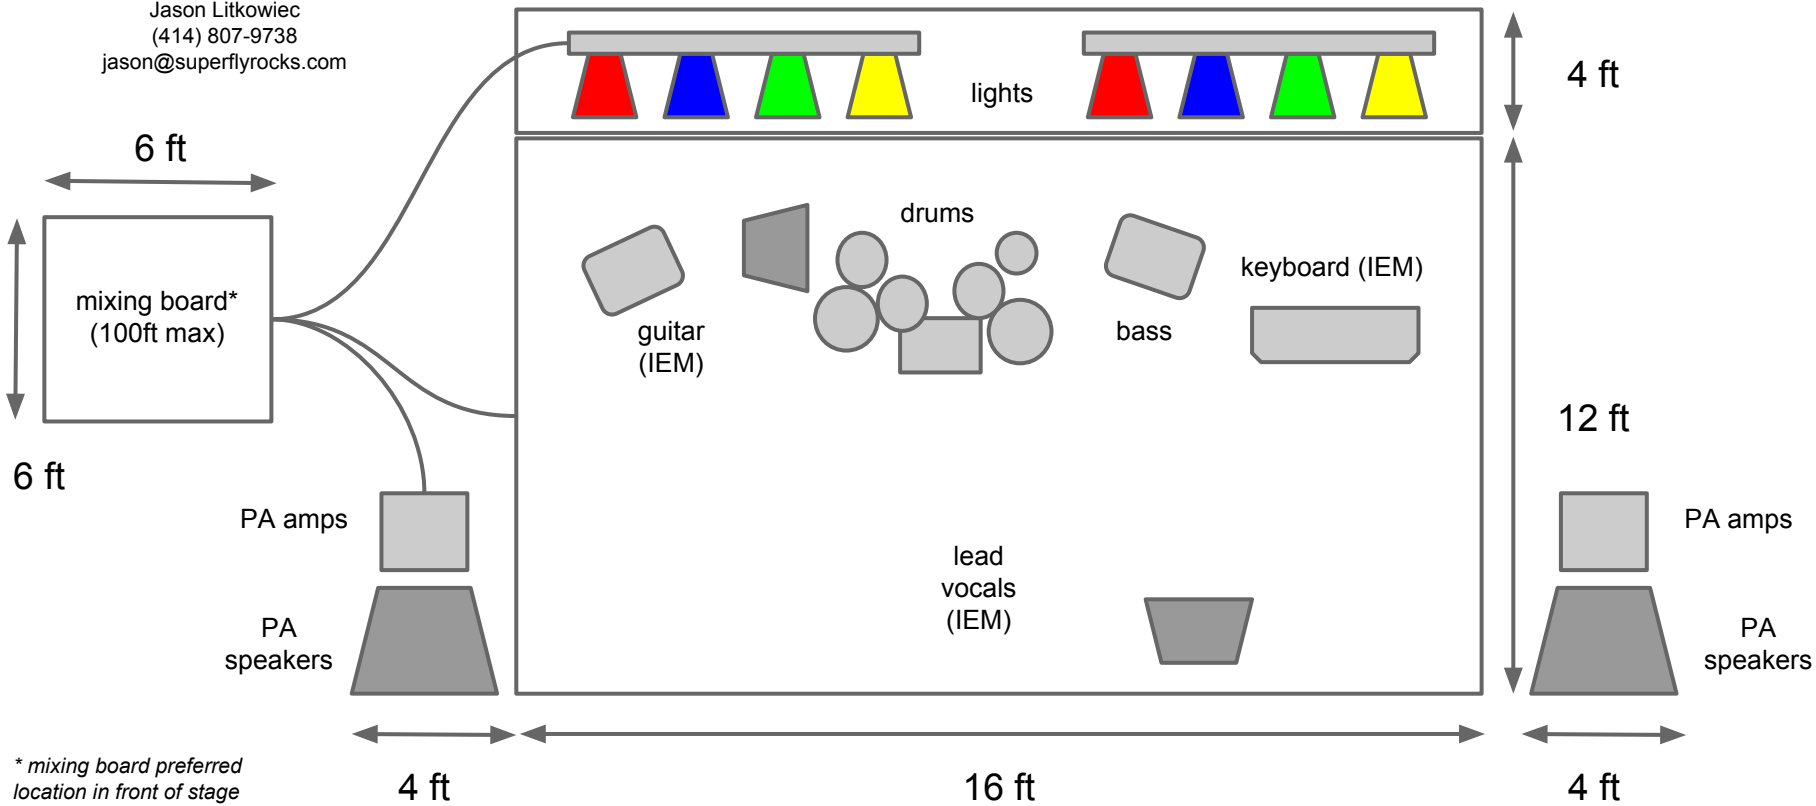 Jason Litkowiec
(414) 807-9738
jason@superflyrocks.com
lights
4 ft
6 ft
drums
mixing board*
(100ft max)
keyboard (IEM)
guitar
(IEM)
bass
12 ft
6 ft
PA amps
PA amps
lead
vocals
(IEM)
PA
speakers
PA
speakers
* mixing board preferred
location in front of stage
4 ft
16 ft
4 ft